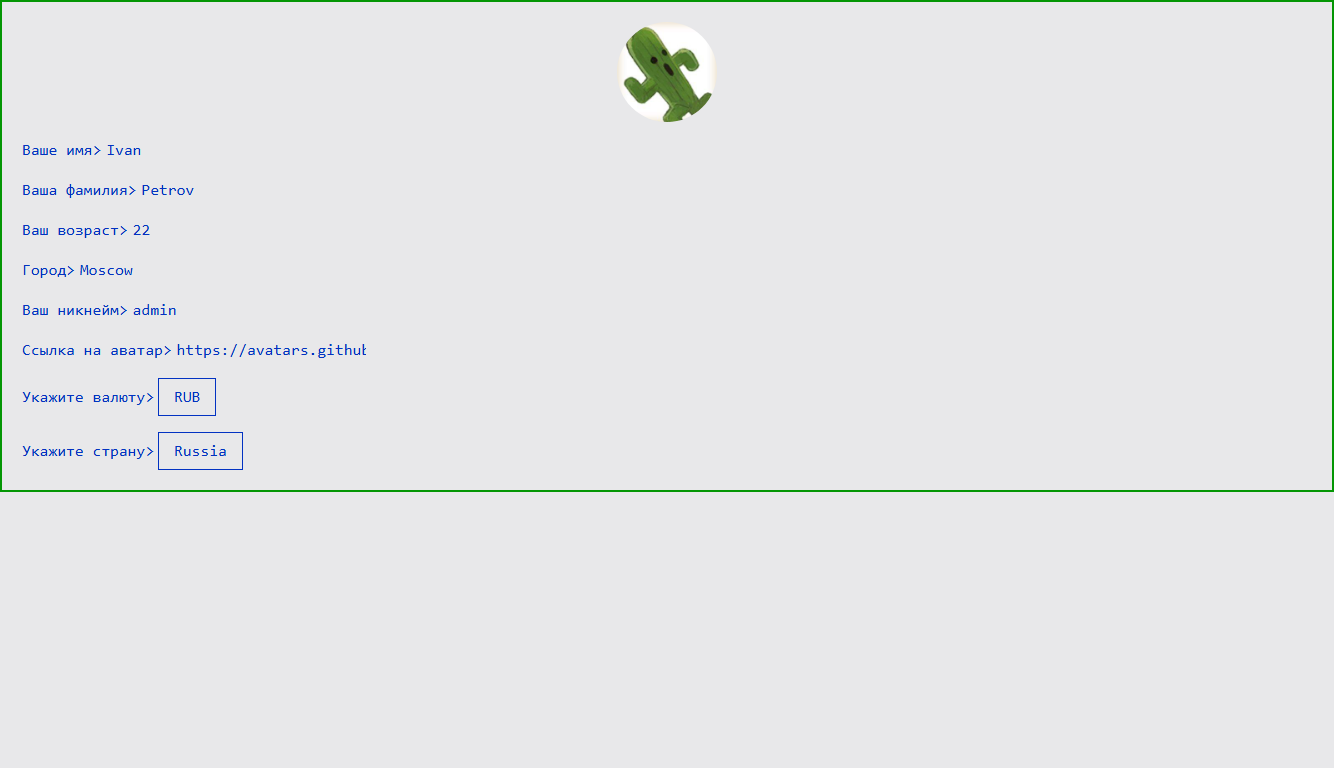 Ваше имя> Ivan
Ваша фамилия> Petrov
Ваш возраст> 22
Город> Moscow
Ваш никнейм> admin
Ссылка на аватар> https://avatars.github
Укажите валюту> RUB
Укажите страну> Russia